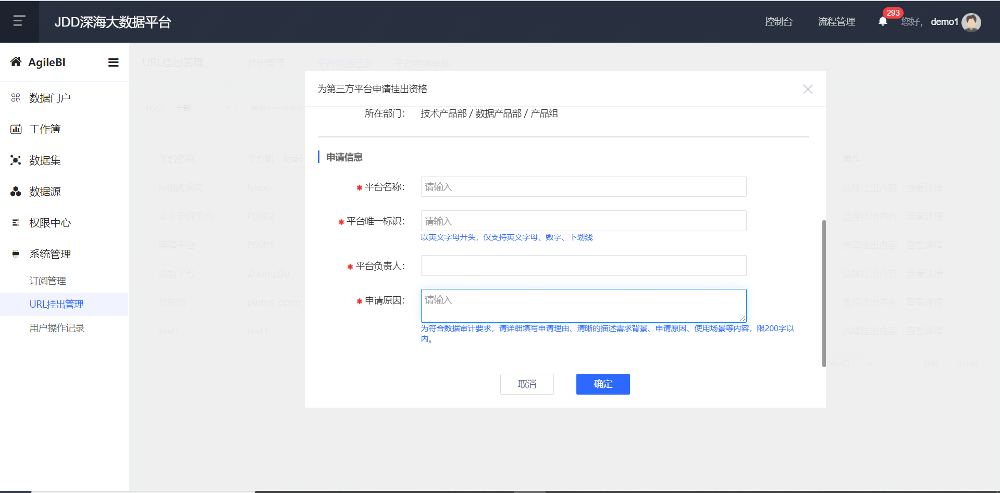 JDD深海大数据平台
控制台
流程管理
293
您好，
demo1
AgileBI
数据门户
工作簿
数据集
数据源
权限中心
系统管理
订阅管理
URL挂出管理
用户操作记录
URL挂出管理
挂出管理
平台申请记录
平台申请审批
状态：
全部
请输入平台名称
平台名称
平台唯一标识
操作
ly测试系统
lyapp
选择挂出内容 查看详情
企业查询平台
P0002
选择挂出内容 查看详情
舆情平台
P0001
选择挂出内容 查看详情
众智平台
ZhongZhi
选择挂出内容 查看详情
控制台
plutus_open
选择挂出内容 查看详情
test1
test1
选择挂出内容 查看详情
条/页
跳至
共6条
为第三方平台申请挂出资格
所在部门： 技术产品部 / 数据产品部 / 产品组
申请信息
平台名称： 请输入
平台唯一标识： 请输入
以英文字母开头，仅支持英文字母、数字、下划线
平台负责人：
申请原因： 请输入
为符合数据审计要求，请详细填写申请理由、清晰的描述需求背景、申请原因、使用场景等内容，限200字以
内。
取消
确定